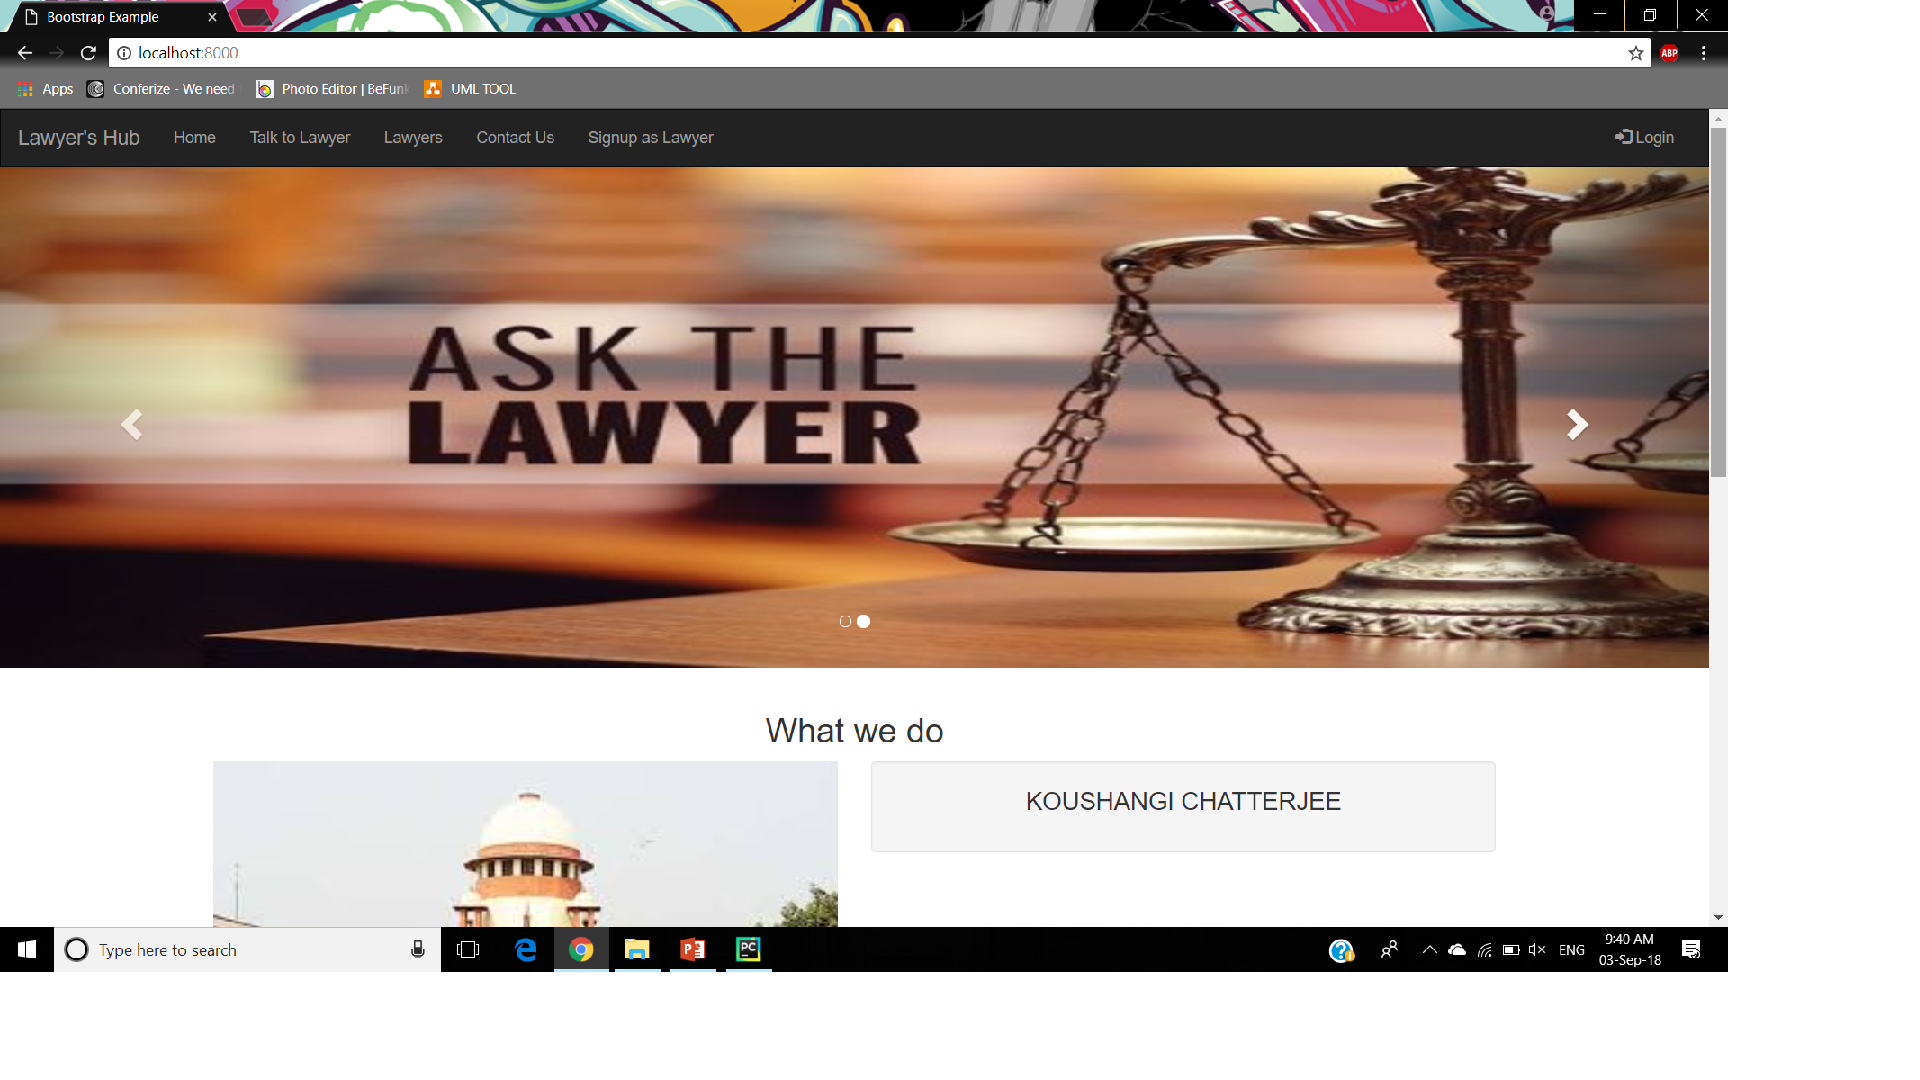 Bootstrap Example
localhost:8000
Apps Conferize - We need Photo Editor | BeFunk UML TOOL
Lawyer's Hub Home Talk to Lawyer Lawyers Contact Us Signup as Lawyer Login
ASK THE
LAWYER
What we do
KOUSHANGI CHATTERJEE
Type here to search
ENG
9:40 AM
03-Sep-18
ABP
PC